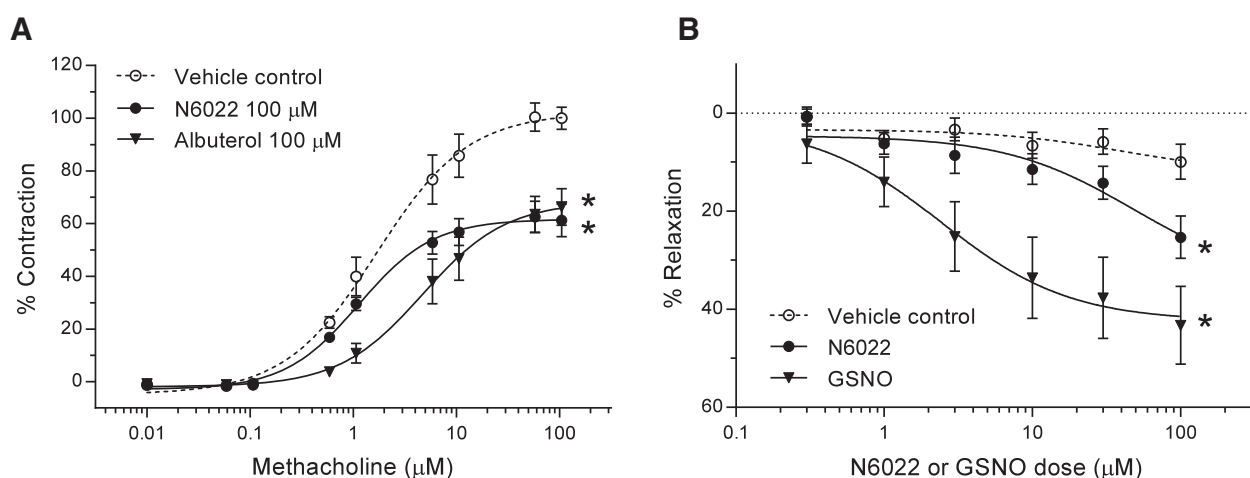 A
B
120
100
80
60
40
20
0
% Contraction
Vehicle control
N6022 100 μM
Albuterol 100 μM
*
*
0.01
0.1
1
10
100
Methacholine (μM)
0
20
40
60
% Relaxation
Vehicle control
N6022
GSNO
*
*
0.1
1
10
100
N6022 or GSNO dose (μM)